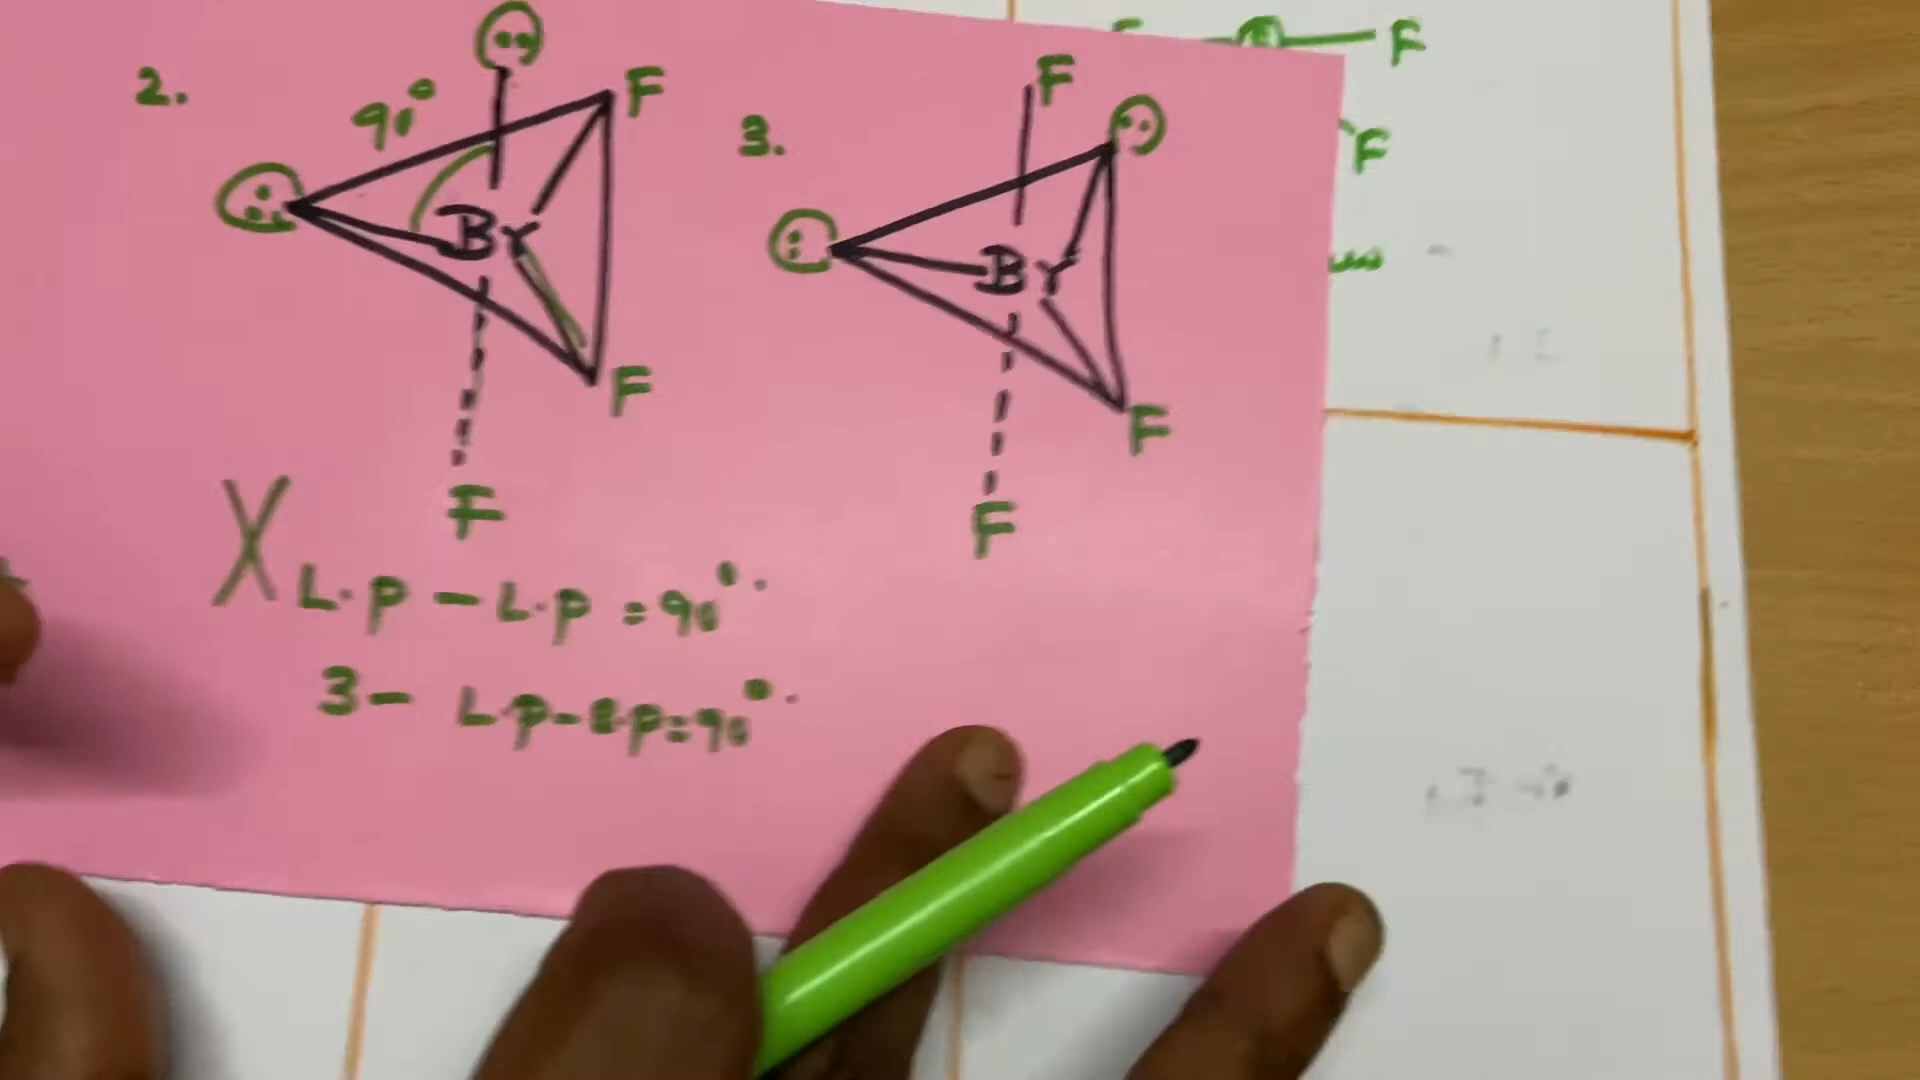 2.
90°
F
Br
F
F
L.P - L.P = 90°.
3- L.P-B.P=90°.
3.
F
Br
F
F
F
F
F